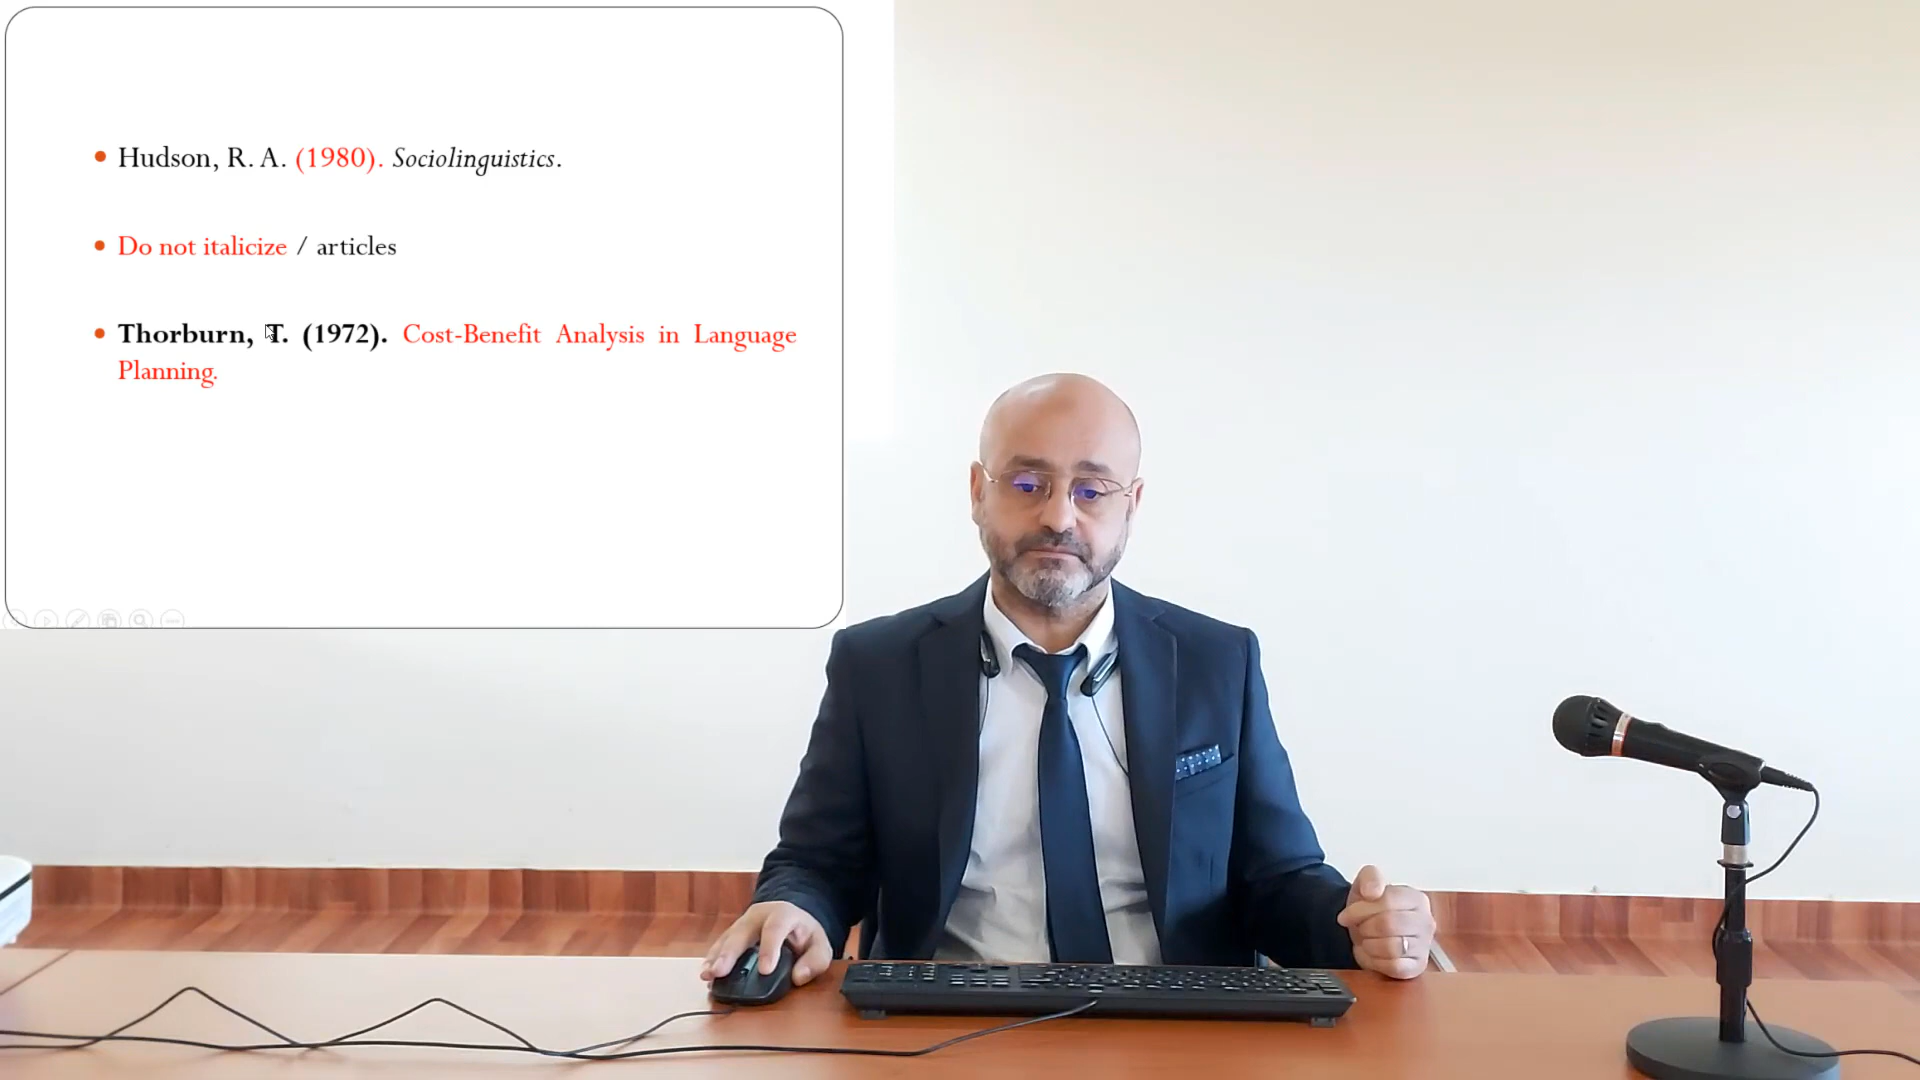 Hudson, R. A. (1980). Sociolinguistics.
Do not italicize / articles
Thorburn, T. (1972). Cost-Benefit Analysis in Language
Planning.